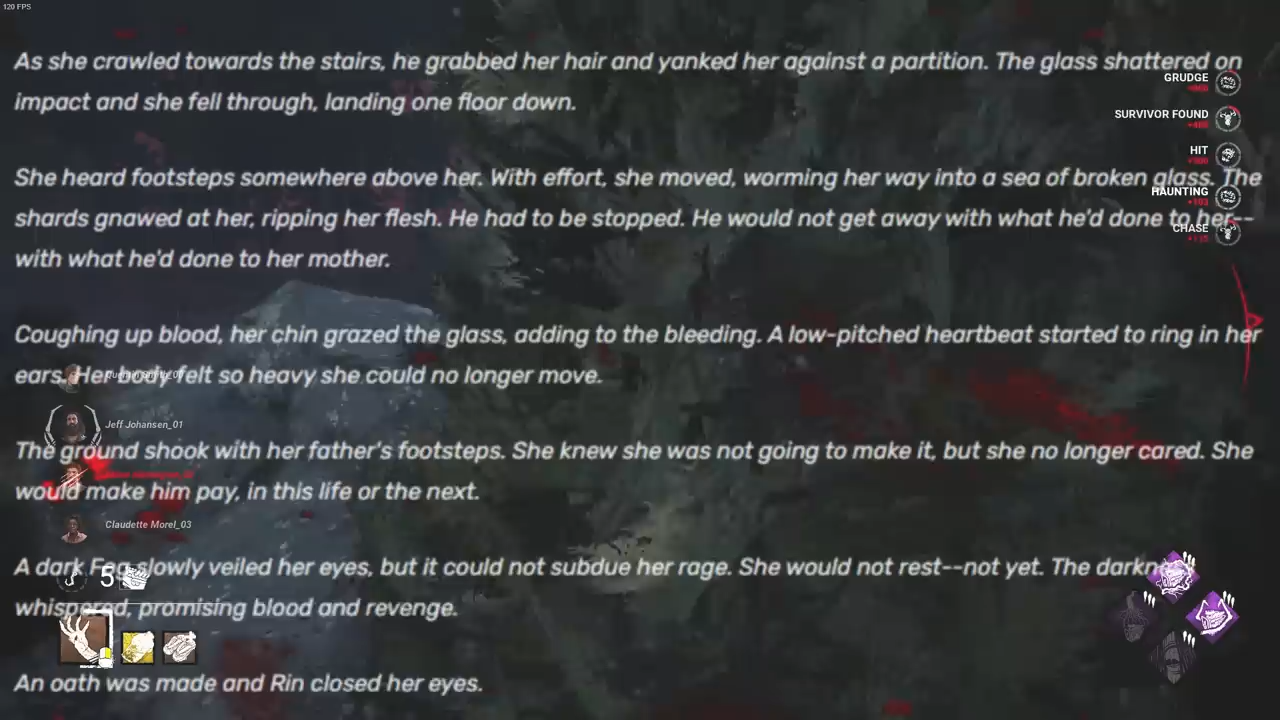 120 FPS
As she crawled towards the stairs, he grabbed her hair and yanked her against a partition. The glass shattered on
impact and she fell through, landing one floor down.
GRUDGE
SURVIVOR FOUND
HIT
She heard footsteps somewhere above her. With effort, she moved, worming her way into a sea of broken glass. The
HAUNTING
+103
shards gnawed at her, ripping her flesh. He had to be stopped. He would not get away with what he'd done to her--
CHASE
with what he'd done to her mother.
Coughing up blood, her chin grazed the glass, adding to the bleeding. A low-pitched heartbeat started to ring in her
ears. Her body felt so heavy she could no longer move.
Jeff Johansen_01
The ground shook with her father's footsteps. She knew she was not going to make it, but she no longer cared. She
would make him pay, in this life or the next.
Claudette Morel_03
A dark Fog slowly veiled her eyes, but it could not subdue her rage. She would not rest--not yet. The darkness
5
whispered, promising blood and revenge.
An oath was made and Rin closed her eyes.